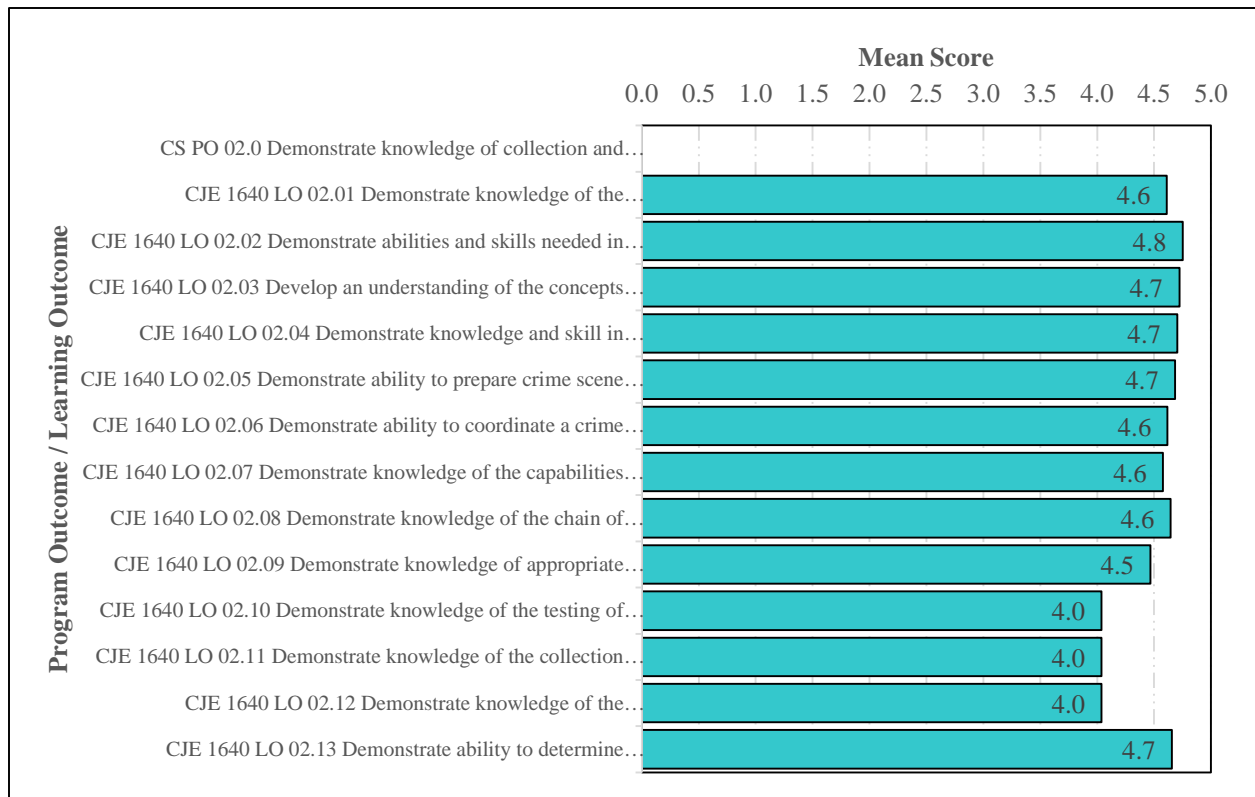 Mean Score
0.0 0.5 1.0 1.5 2.0 2.5 3.0 3.5 4.0 4.5 5.0
Program Outcome / Learning Outcome
CS PO 02.0 Demonstrate knowledge of collection and…
CJE 1640 LO 02.01 Demonstrate knowledge of the… 4.6
CJE 1640 LO 02.02 Demonstrate abilities and skills needed in… 4.8
CJE 1640 LO 02.03 Develop an understanding of the concepts… 4.7
CJE 1640 LO 02.04 Demonstrate knowledge and skill in… 4.7
CJE 1640 LO 02.05 Demonstrate ability to prepare crime scene… 4.7
CJE 1640 LO 02.06 Demonstrate ability to coordinate a crime… 4.6
CJE 1640 LO 02.07 Demonstrate knowledge of the capabilities… 4.6
CJE 1640 LO 02.08 Demonstrate knowledge of the chain of… 4.6
CJE 1640 LO 02.09 Demonstrate knowledge of appropriate… 4.5
CJE 1640 LO 02.10 Demonstrate knowledge of the testing of… 4.0
CJE 1640 LO 02.11 Demonstrate knowledge of the collection… 4.0
CJE 1640 LO 02.12 Demonstrate knowledge of the… 4.0
CJE 1640 LO 02.13 Demonstrate ability to determine… 4.7